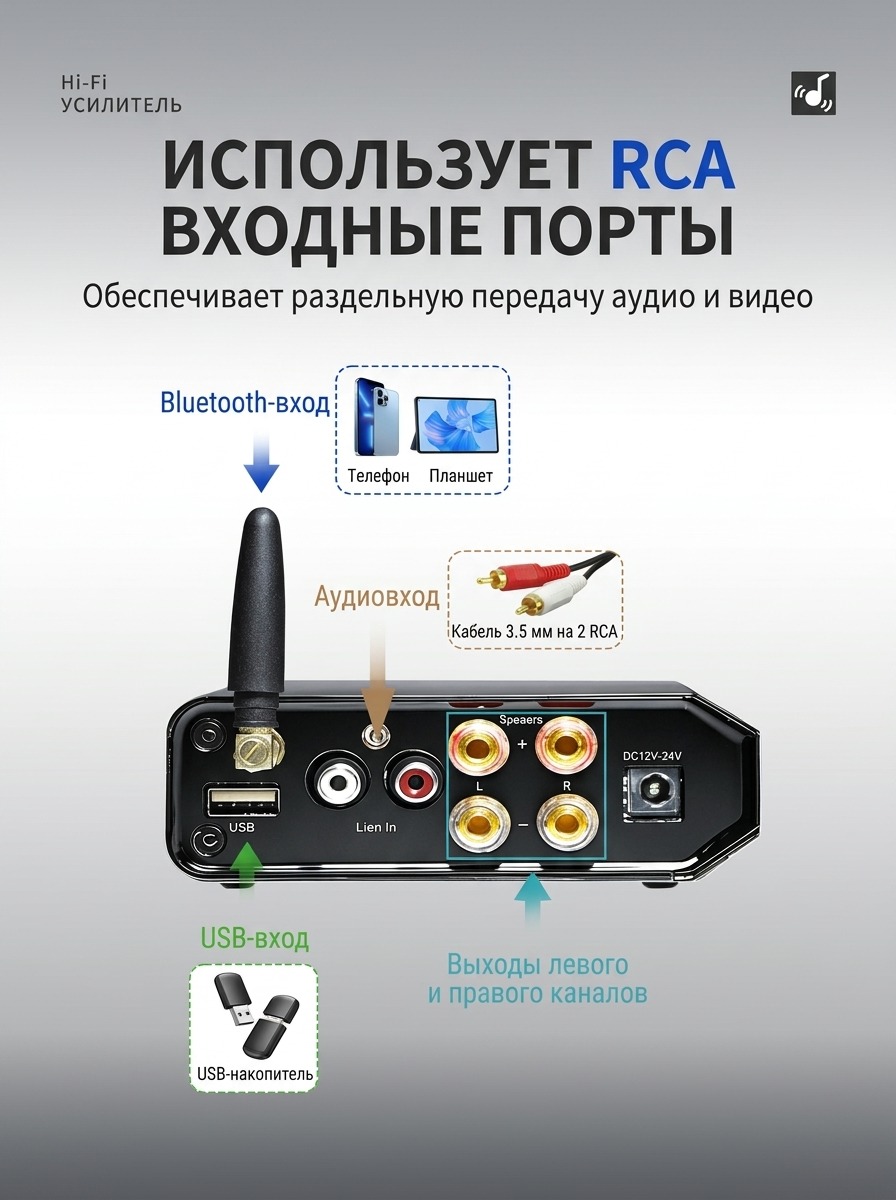 Hi-Fi
УСИЛИТЕЛЬ
ИСПОЛЬЗУЕТ RCA
ВХОДНЫЕ ПОРТЫ
Обеспечивает раздельную передачу аудио и видео
Bluetooth-вход
Телефон Планшет
Аудиовход
Кабель 3.5 мм на 2 RCA
Speaers
+
DC12V-24V
L R
USB
Lien In
–
USB-вход
Выходы левого
и правого каналов
USB-накопитель